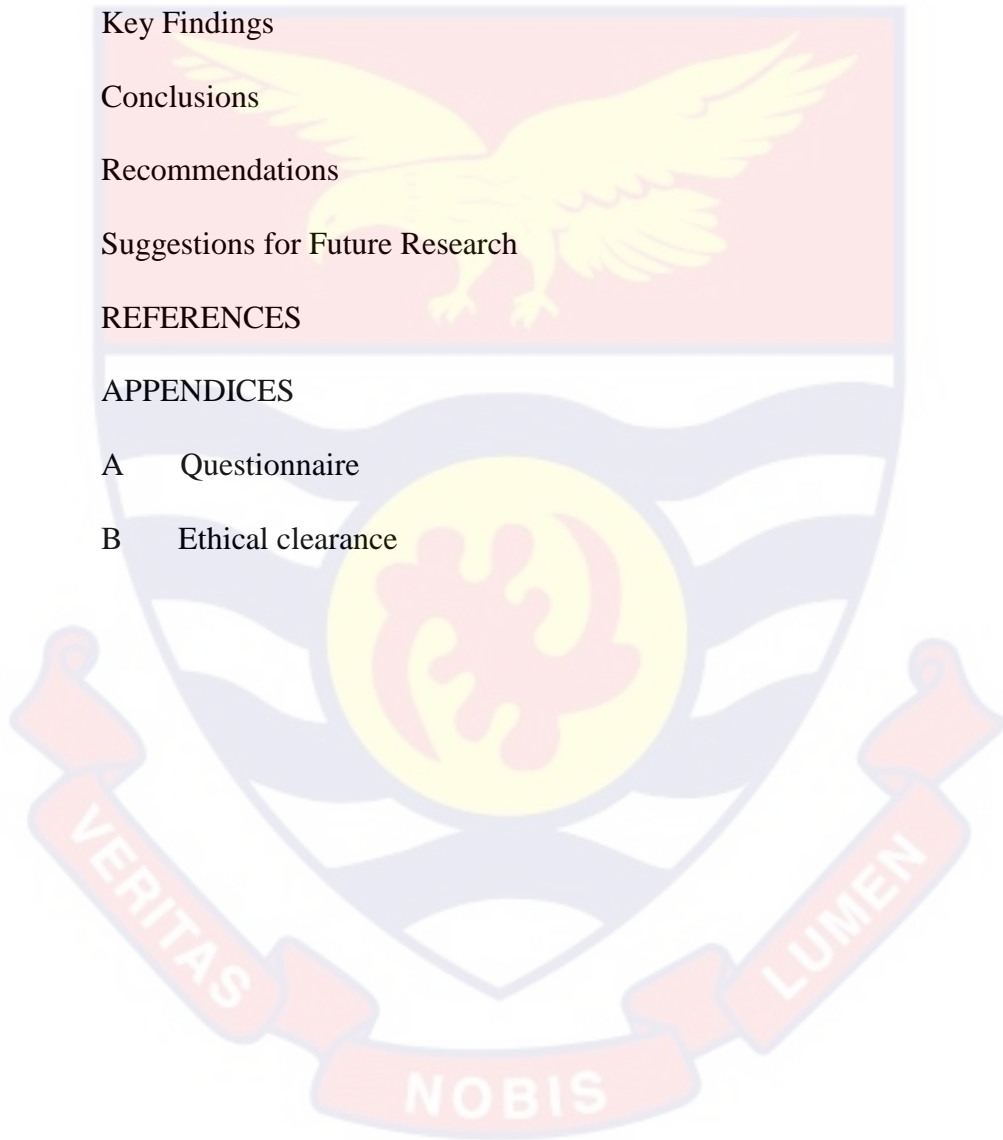 Key Findings
Conclusions
Recommendations
Suggestions for Future Research
REFERENCES
APPENDICES
A Questionnaire
B Ethical clearance
VERITAS
NOBIS
LUMEN